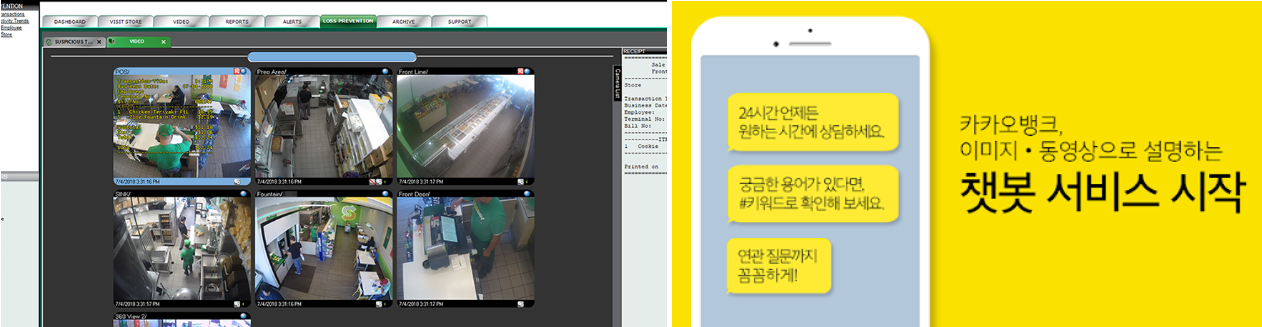 VENTION
DASHBOARD
VISIT STORE
VIDEO
REPORTS
ALERTS
LOSS PREVENTION
ARCHIVE
SUPPORT
Employee
Store
SUSPICIOUS T...
VIDEO
POS/
Prep Area/
Front Line/
Camera List
7/4/2018 3:31:16 PM
7/4/2018 3:31:16 PM
7/4/2018 3:31:17 PM
SINK/
Fountain/
Front Door/
7/4/2018 3:31:17 PM
7/4/2018 3:31:16 PM
7/4/2018 3:31:17 PM
360 View 2/
RECEIPT
Sale
Front
Store
Transaction T
Business Date
Employee:
Terminal No:
Bill No:
1 Cookie
Printed on
24시간 언제든
원하는 시간에 상담하세요.
궁금한 용어가 있다면,
#키워드로 확인해 보세요.
연관 질문까지
꼼꼼하게!
카카오뱅크,
이미지·동영상으로 설명하는
챗봇 서비스 시작